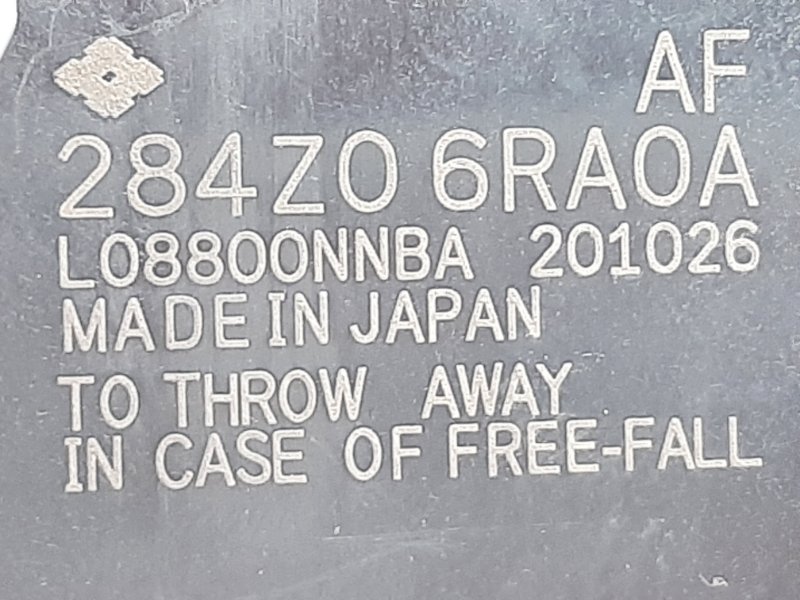 AF
284Z0 6RA0A
L08800NNBA 201026
MADE IN JAPAN
TO THROW AWAY
IN CASE OF FREE-FALL